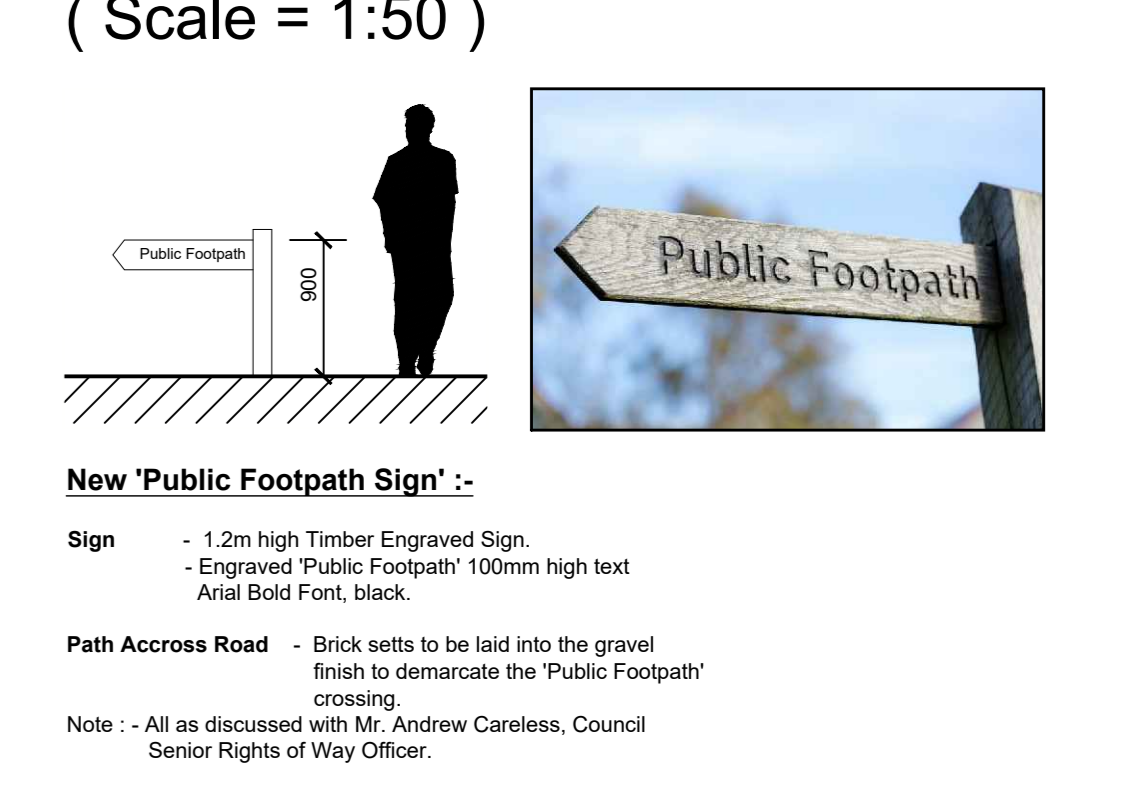 ( Scale = 1:50 )
Public Footpath
900
Public Footpath
New 'Public Footpath Sign' :-
Sign - 1.2m high Timber Engraved Sign.
- Engraved 'Public Footpath' 100mm high text
Arial Bold Font, black.
Path Accross Road - Brick setts to be laid into the gravel
finish to demarcate the 'Public Footpath'
crossing.
Note : - All as discussed with Mr. Andrew Careless, Council
Senior Rights of Way Officer.